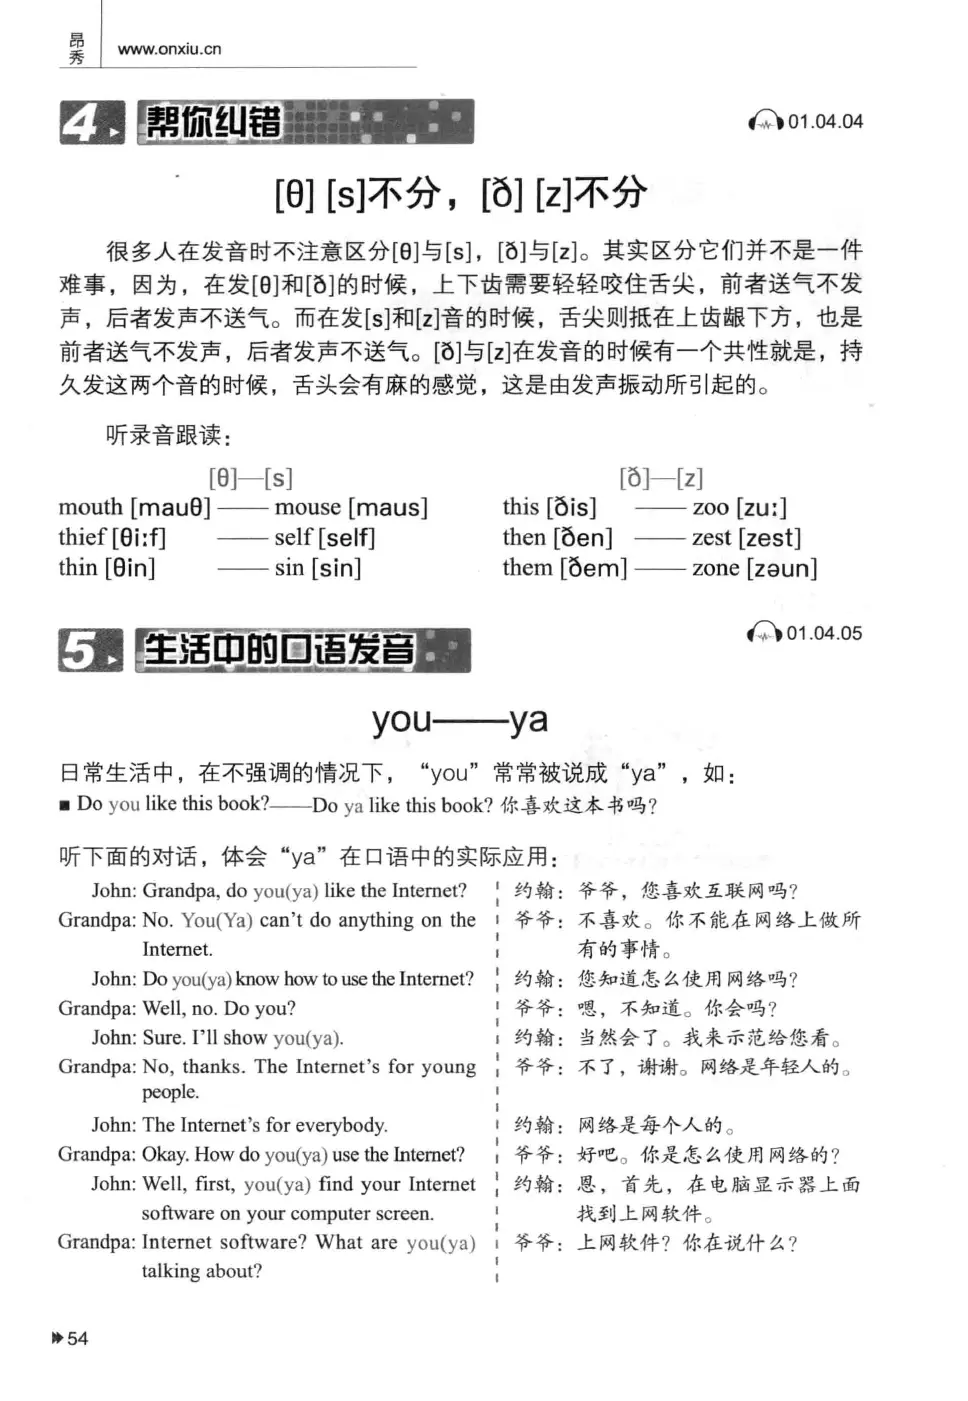 昂秀
www.onxiu.cn
4 帮你纠错
01.04.04
[θ] [s]不分，[ð] [z]不分
很多人在发音时不注意区分[θ]与[s]，[ð]与[z]。其实区分它们并不是一件
难事，因为，在发[θ]和[ð]的时候，上下齿需要轻轻咬住舌尖，前者送气不发
声，后者发声不送气。而在发[s]和[z]音的时候，舌尖则抵在上齿龈下方，也是
前者送气不发声，后者发声不送气。[ð]与[z]在发音的时候有一个共性就是，持
久发这两个音的时候，舌头会有麻的感觉，这是由发声振动所引起的。
听录音跟读：
[θ]—[s] [ð]—[z]
mouth [mauθ] —— mouse [maus] this [ðis] —— zoo [zuː]
thief [θiːf] —— self [self] then [ðen] —— zest [zest]
thin [θin] —— sin [sin] them [ðem] —— zone [zəun]
5 生活中的口语发音
01.04.05
you——ya
日常生活中，在不强调的情况下，“you”常常被说成“ya”，如：
■ Do you like this book?——Do ya like this book? 你喜欢这本书吗？
听下面的对话，体会“ya”在口语中的实际应用：
John: Grandpa, do you(ya) like the Internet? 约翰：爷爷，您喜欢互联网吗？
Grandpa: No. You(Ya) can't do anything on the 爷爷：不喜欢。你不能在网络上做所
Internet. 有的事情。
John: Do you(ya) know how to use the Internet? 约翰：您知道怎么使用网络吗？
Grandpa: Well, no. Do you? 爷爷：嗯，不知道。你会吗？
John: Sure. I'll show you(ya). 约翰：当然会了。我来示范给您看。
Grandpa: No, thanks. The Internet's for young 爷爷：不了，谢谢。网络是年轻人的。
people.
John: The Internet's for everybody. 约翰：网络是每个人的。
Grandpa: Okay. How do you(ya) use the Internet? 爷爷：好吧。你是怎么使用网络的？
John: Well, first, you(ya) find your Internet 约翰：恩，首先，在电脑显示器上面
software on your computer screen. 找到上网软件。
Grandpa: Internet software? What are you(ya) 爷爷：上网软件？你在说什么？
talking about?
54